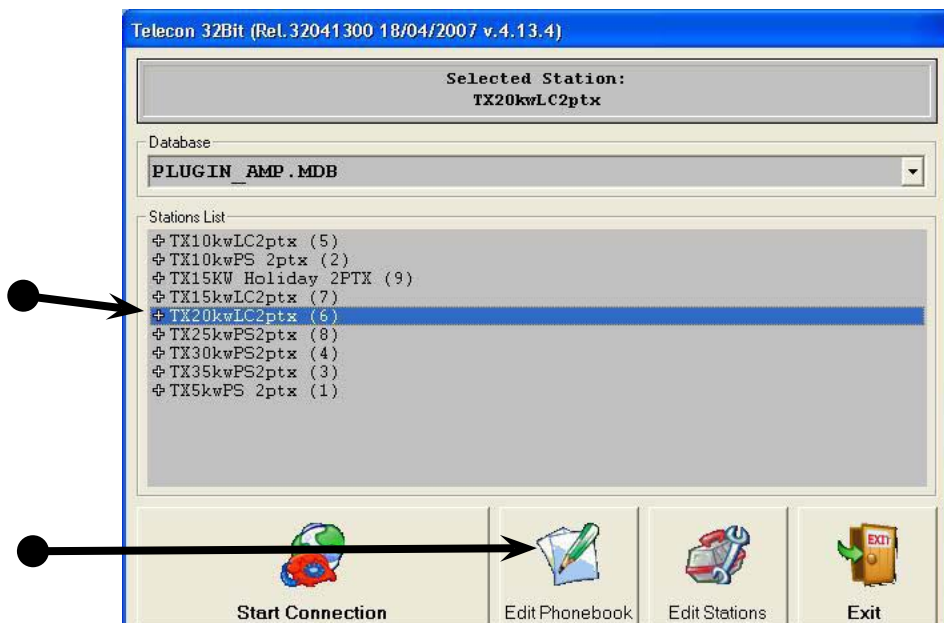 Telecon 32Bit (Rel.32041300 18/04/2007 v.4.13.4)
Selected Station:
TX20kwLC2ptx
Database
PLUGIN_AMP.MDB
Stations List
TX10kwLC2ptx (5)
TX10kwPS 2ptx (2)
TX15KW Holiday 2PTX (9)
TX15kwLC2ptx (7)
TX20kwLC2ptx (6)
TX25kwPS2ptx (8)
TX30kwPS2ptx (4)
TX35kwPS2ptx (3)
TX5kwPS 2ptx (1)
EXIT
Start Connection
Edit Phonebook
Edit Stations
Exit